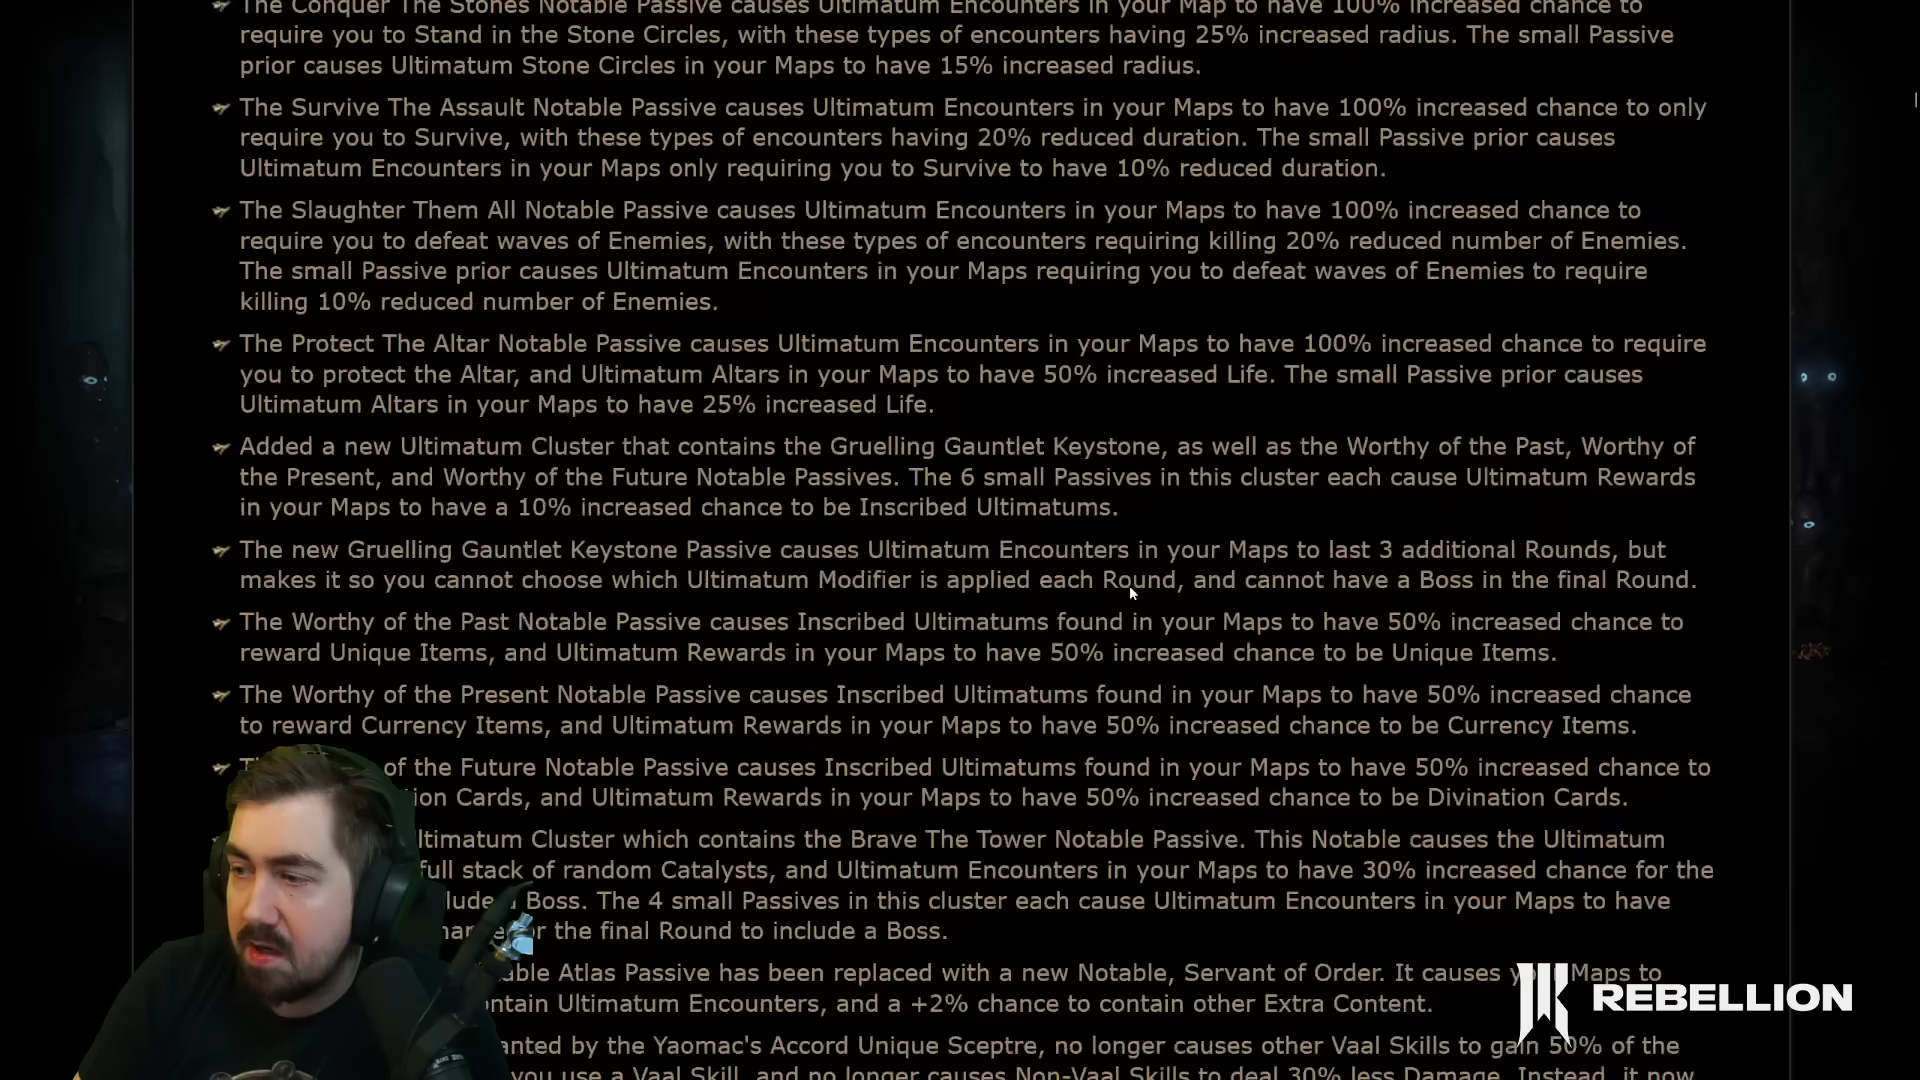 The Conquer The Stones Notable Passive causes Ultimatum Encounters in your Map to have 100% increased chance to
require you to Stand in the Stone Circles, with these types of encounters having 25% increased radius. The small Passive
prior causes Ultimatum Stone Circles in your Maps to have 15% increased radius.
The Survive The Assault Notable Passive causes Ultimatum Encounters in your Maps to have 100% increased chance to only
require you to Survive, with these types of encounters having 20% reduced duration. The small Passive prior causes
Ultimatum Encounters in your Maps only requiring you to Survive to have 10% reduced duration.
The Slaughter Them All Notable Passive causes Ultimatum Encounters in your Maps to have 100% increased chance to
require you to defeat waves of Enemies, with these types of encounters requiring killing 20% reduced number of Enemies.
The small Passive prior causes Ultimatum Encounters in your Maps requiring you to defeat waves of Enemies to require
killing 10% reduced number of Enemies.
The Protect The Altar Notable Passive causes Ultimatum Encounters in your Maps to have 100% increased chance to require
you to protect the Altar, and Ultimatum Altars in your Maps to have 50% increased Life. The small Passive prior causes
Ultimatum Altars in your Maps to have 25% increased Life.
Added a new Ultimatum Cluster that contains the Gruelling Gauntlet Keystone, as well as the Worthy of the Past, Worthy of
the Present, and Worthy of the Future Notable Passives. The 6 small Passives in this cluster each cause Ultimatum Rewards
in your Maps to have a 10% increased chance to be Inscribed Ultimatums.
The new Gruelling Gauntlet Keystone Passive causes Ultimatum Encounters in your Maps to last 3 additional Rounds, but
makes it so you cannot choose which Ultimatum Modifier is applied each Round, and cannot have a Boss in the final Round.
The Worthy of the Past Notable Passive causes Inscribed Ultimatums found in your Maps to have 50% increased chance to
reward Unique Items, and Ultimatum Rewards in your Maps to have 50% increased chance to be Unique Items.
The Worthy of the Present Notable Passive causes Inscribed Ultimatums found in your Maps to have 50% increased chance
to reward Currency Items, and Ultimatum Rewards in your Maps to have 50% increased chance to be Currency Items.
of the Future Notable Passive causes Inscribed Ultimatums found in your Maps to have 50% increased chance to
Cards, and Ultimatum Rewards in your Maps to have 50% increased chance to be Divination Cards.
Cluster which contains the Brave The Tower Notable Passive. This Notable causes the Ultimatum
full stack of random Catalysts, and Ultimatum Encounters in your Maps to have 30% increased chance for the
Boss. The 4 small Passives in this cluster each cause Ultimatum Encounters in your Maps to have
the final Round to include a Boss.
Atlas Passive has been replaced with a new Notable, Servant of Order. It causes Maps to
Ultimatum Encounters, and a +2% chance to contain other Extra Content.
by the Yaomac's Accord Unique Sceptre, no longer causes other Vaal Skills to gain 50% of the
you use a Vaal Skill, and no longer causes Non-Vaal Skills to deal 30% less Damage. Instead, it now
REBELLION